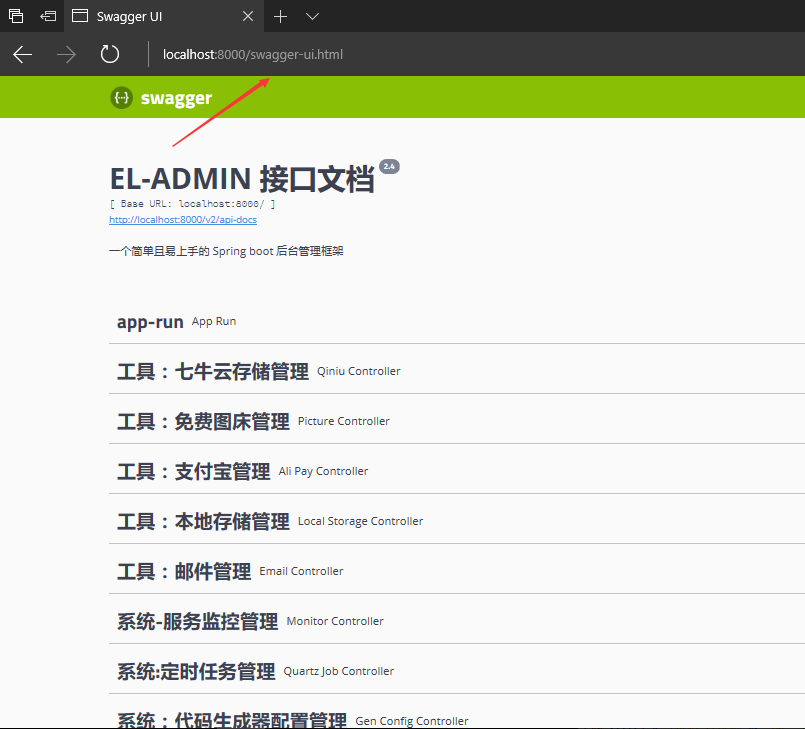 Swagger UI
localhost:8000/swagger-ui.html
{...} swagger
EL-ADMIN 接口文档 2.4
[ Base URL: localhost:8000/ ]
http://localhost:8000/v2/api-docs
一个简单且易上手的 Spring boot 后台管理框架
app-run App Run
工具：七牛云存储管理 Qiniu Controller
工具：免费图床管理 Picture Controller
工具：支付宝管理 Ali Pay Controller
工具：本地存储管理 Local Storage Controller
工具：邮件管理 Email Controller
系统-服务监控管理 Monitor Controller
系统:定时任务管理 Quartz Job Controller
系统：代码生成器配置管理 Gen Config Controller